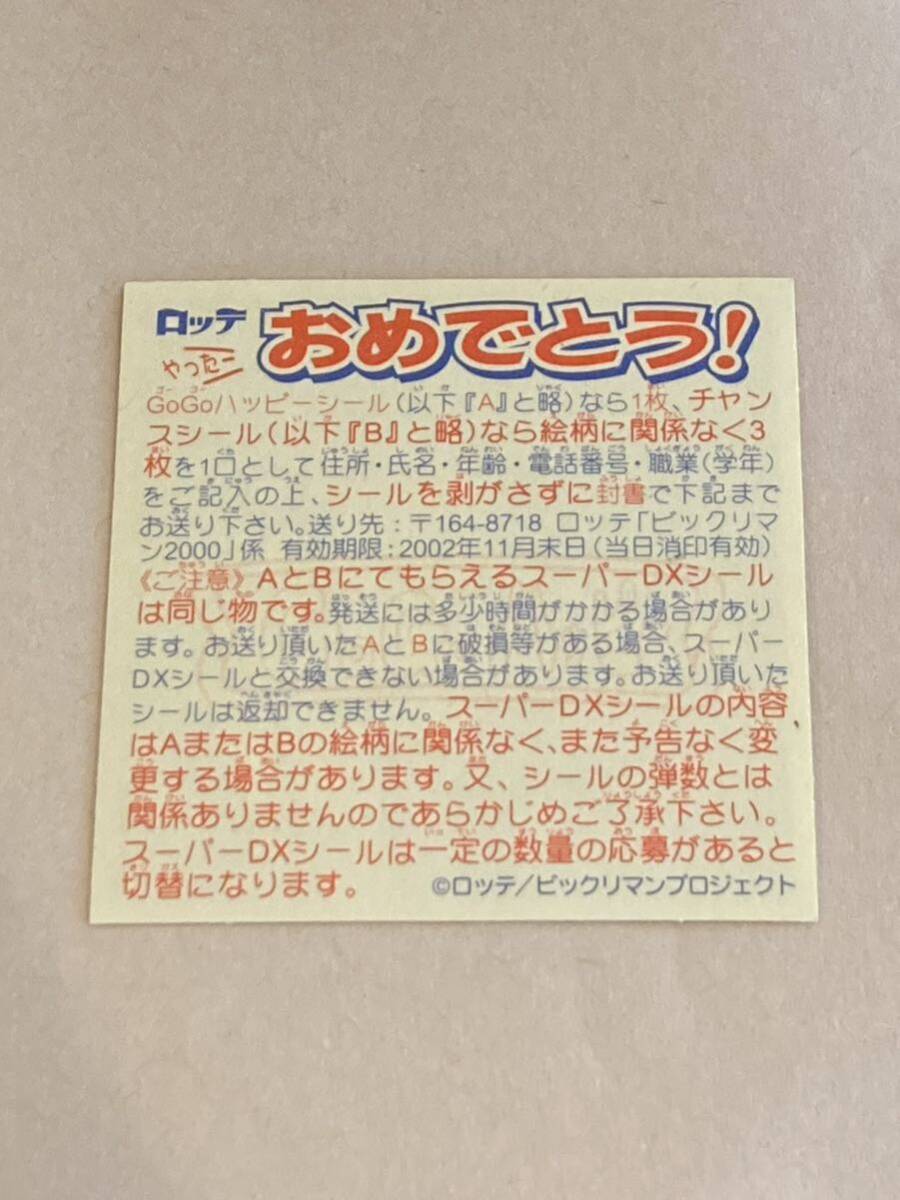 ロッテ おめでとう!
やったー
GoGoハッピーシール(以下『A』と略)なら1枚、チャン
スシール(以下『B』と略)なら絵柄に関係なく3
枚を1口として住所・氏名・年齢・電話番号・職業(学年)
をご記入の上、シールを剥がさずに封書で下記まで
お送り下さい。送り先:〒164-8718 ロッテ「ビックリマ
ン2000」係 有効期限:2002年11月末日(当日消印有効)
《ご注意》AとBにてもらえるスーパーDXシール
は同じ物です。発送には多少時間がかかる場合があり
ます。お送り頂いたAとBに破損等がある場合、スーパー
DXシールと交換できない場合があります。お送り頂いた
シールは返却できません。スーパーDXシールの内容
はAまたはBの絵柄に関係なく、また予告なく変
更する場合があります。又、シールの弾数とは
関係ありませんのであらかじめご了承下さい。
スーパーDXシールは一定の数量の応募があると
切替になります。 ©ロッテ/ビックリマンプロジェクト